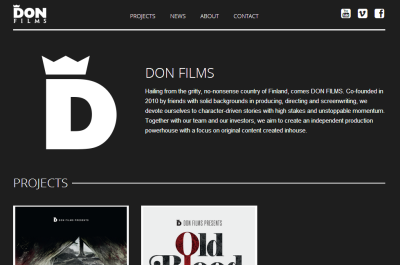 DON
FILMS
PROJECTS NEWS ABOUT CONTACT
You
Tube
D
DON FILMS
Hailing from the gritty, no-nonsense country of Finland, comes DON FILMS. Co-founded in
2010 by friends with solid backgrounds in producing, directing and screenwriting, we
devote ourselves to character-driven stories with high stakes and unstoppable momentum.
Together with our team and our investors, we aim to create an independent production
powerhouse with a focus on original content created inhouse.
PROJECTS
DON FILMS PRESENTS
DON FILMS PRESENTS
Old
Blood